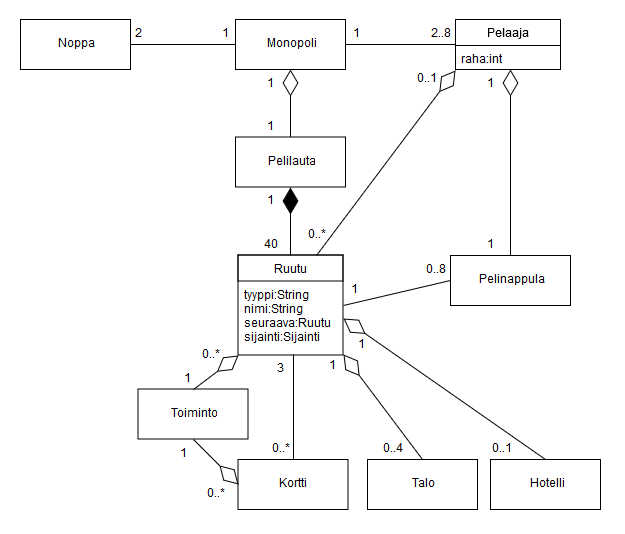 Noppa
2
1
Monopoli
1
2..8
Pelaaja
raha:int
1
0..1
1
1
Pelilauta
1
0..*
1
40
Ruutu
tyyppi:String
nimi:String
seuraava:Ruutu
sijainti:Sijainti
1
0..8
Pelinappula
0..*
1
3
1
1
Toiminto
1
0..*
0..*
Kortti
0..4
Talo
0..1
Hotelli